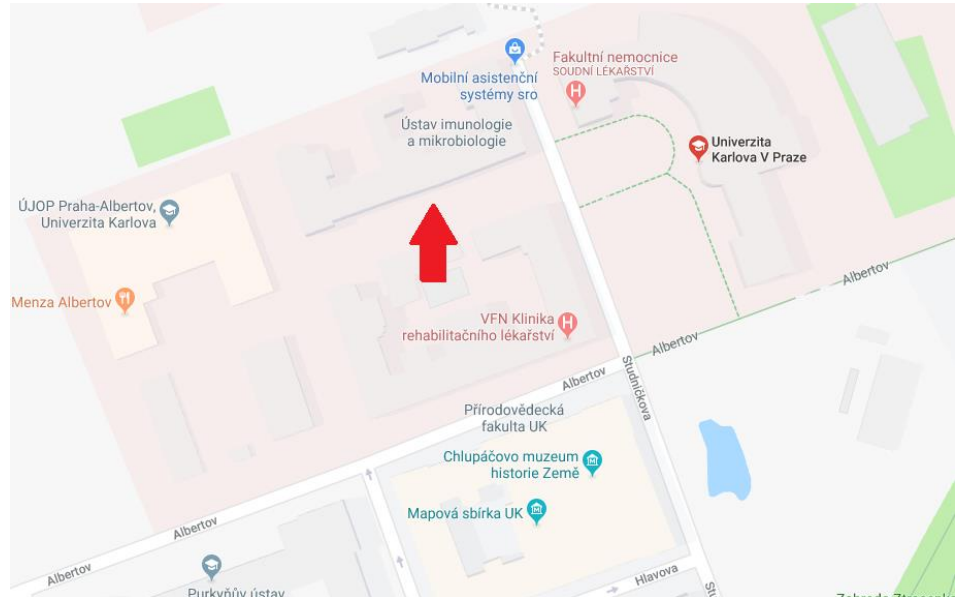 Mobilní asistenční
systémy sro
Fakultní nemocnice
SOUDNÍ LÉKAŘSTVÍ
Ústav imunologie
a mikrobiologie
Univerzita
Karlova V Praze
ÚJOP Praha-Albertov,
Univerzita Karlova
Menza Albertov
Albertov
VFN Klinika
rehabilitačního lékařství
Albertov
Albertov
Studničkova
Přírodovědecká
fakulta UK
Chlupáčovo muzeum
historie Země
Mapová sbírka UK
Albertov
Albertov
Purkyňův ústav
Hlavova